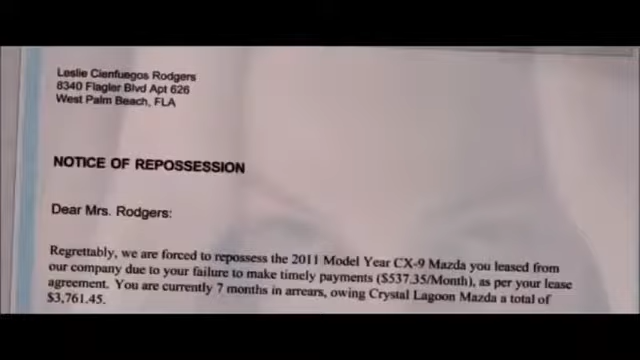 Leslie Cienfuegos Rodgers
8340 Flagler Blvd Apt 626
West Palm Beach, FLA
NOTICE OF REPOSSESSION
Dear Mrs. Rodgers:
Regrettably, we are forced to repossess the 2011 Model Year CX-9 Mazda you leased from
our company due to your failure to make timely payments ($537.35/Month), as per your lease
agreement. You are currently 7 months in arrears, owing Crystal Lagoon Mazda a total of
$3,761.45.